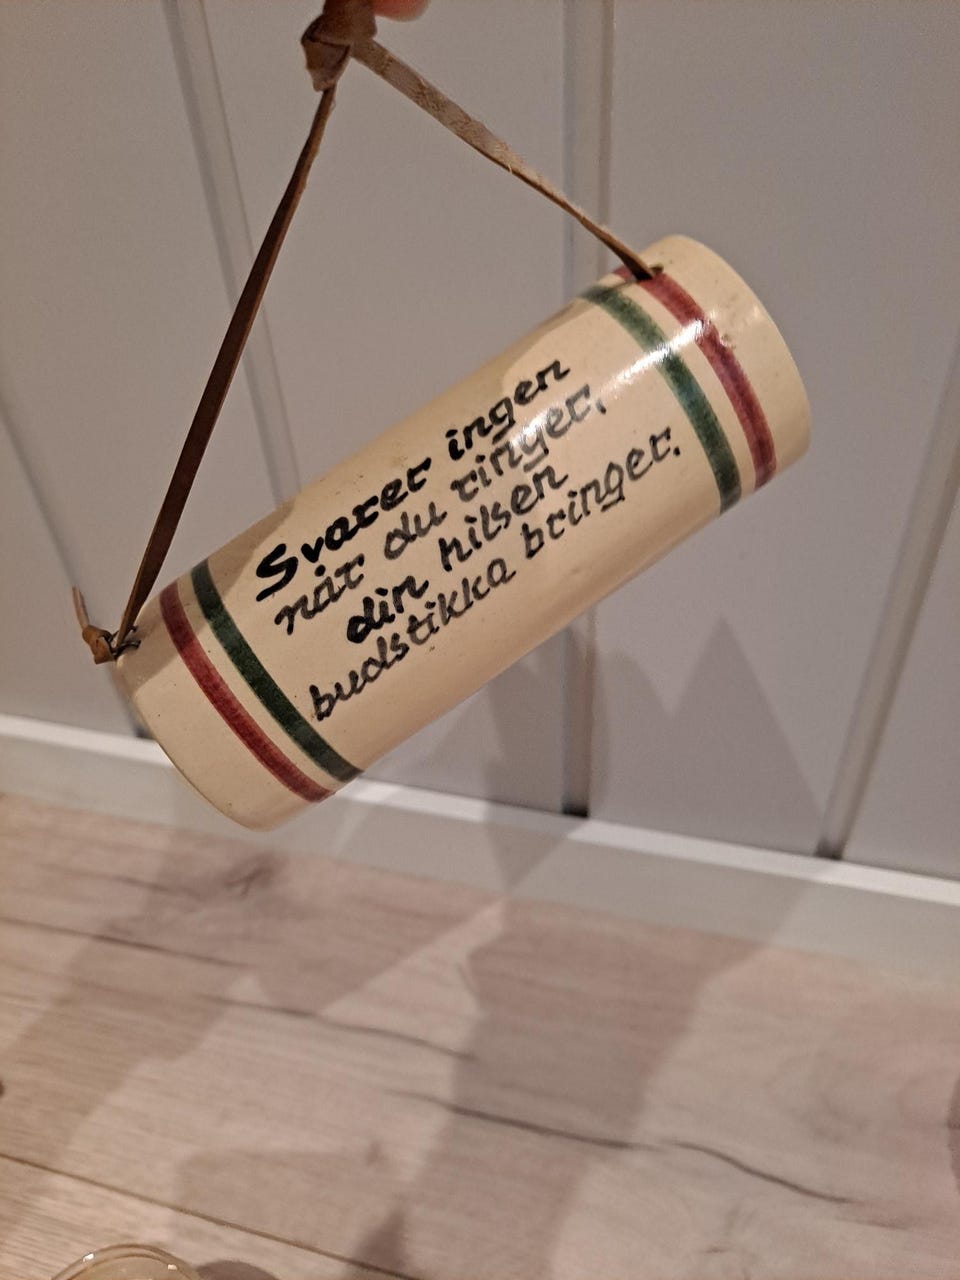 Svarer ingen
når du ringer,
din hilsen
budstikka bringer.